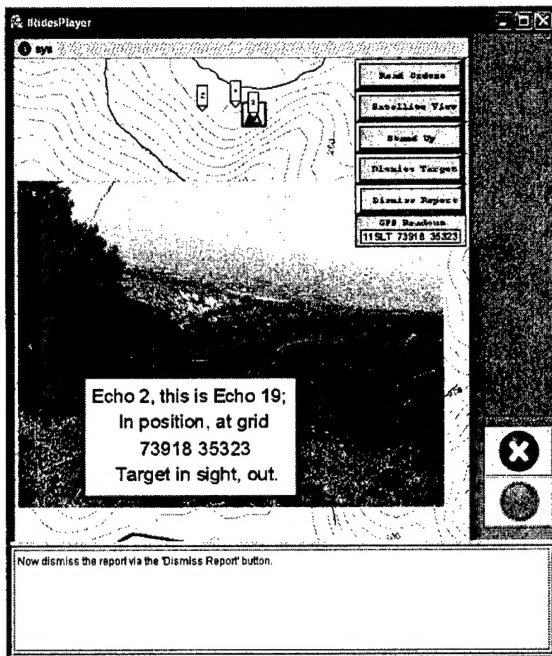 iRidesPlayer
sys
Read Orders
Satellite View
Stand Up
Dismiss Target
Dismiss Report
GPS Readout
11SLT 73918 35323
Echo 2, this is Echo 19;
In position, at grid
73918 35323
Target in sight, out.
Now dismiss the report via the 'Dismiss Report' button.